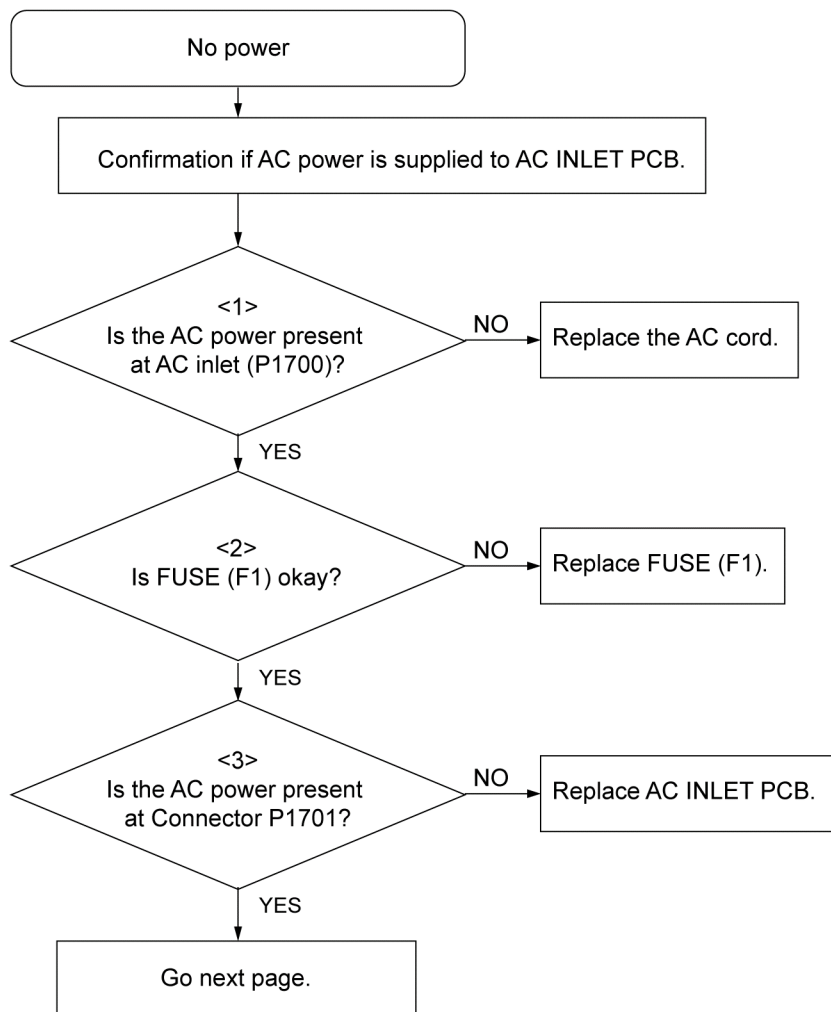 No power
Confirmation if AC power is supplied to AC INLET PCB.
<1>
Is the AC power present
at AC inlet (P1700)?
NO
Replace the AC cord.
YES
<2>
Is FUSE (F1) okay?
NO
Replace FUSE (F1).
YES
<3>
Is the AC power present
at Connector P1701?
NO
Replace AC INLET PCB.
YES
Go next page.